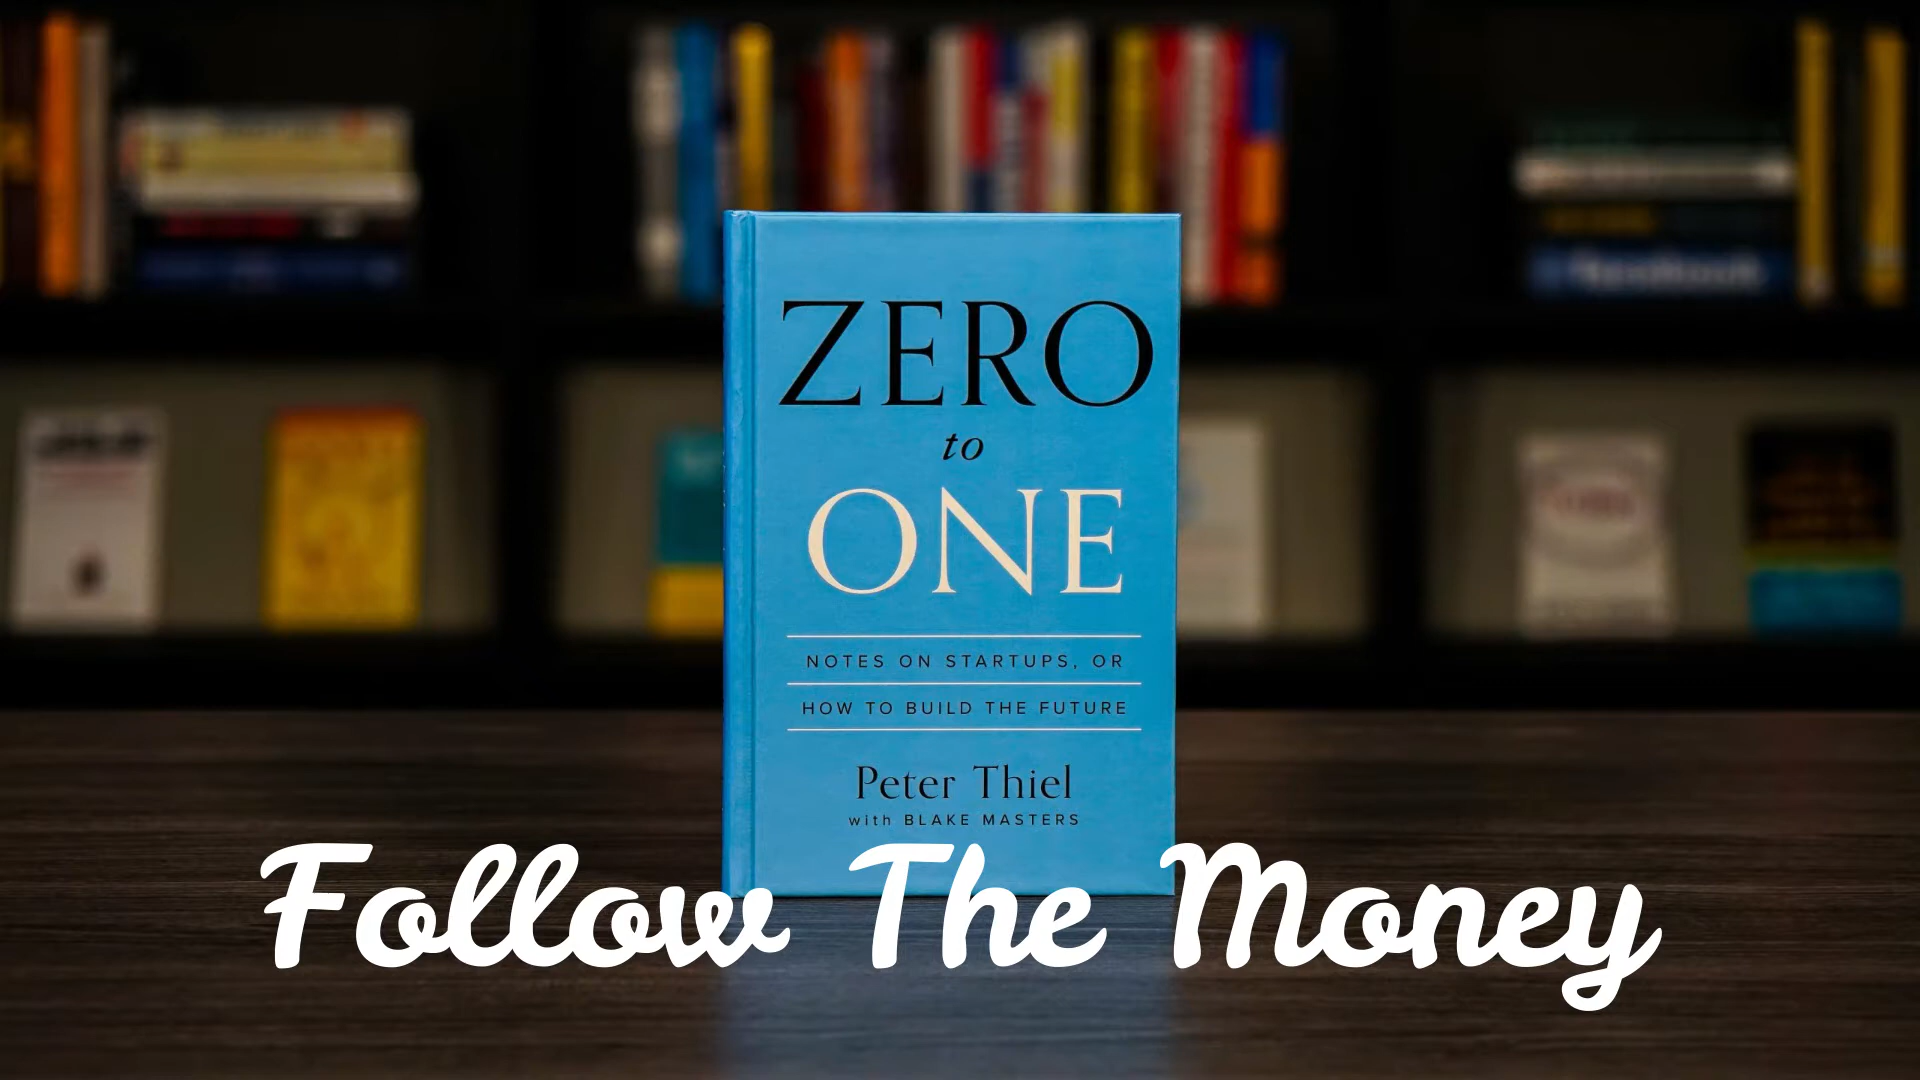 ZERO
to
ONE
NOTES ON STARTUPS, OR
HOW TO BUILD THE FUTURE
Peter Thiel
with BLAKE MASTERS
Follow The Money
facebook